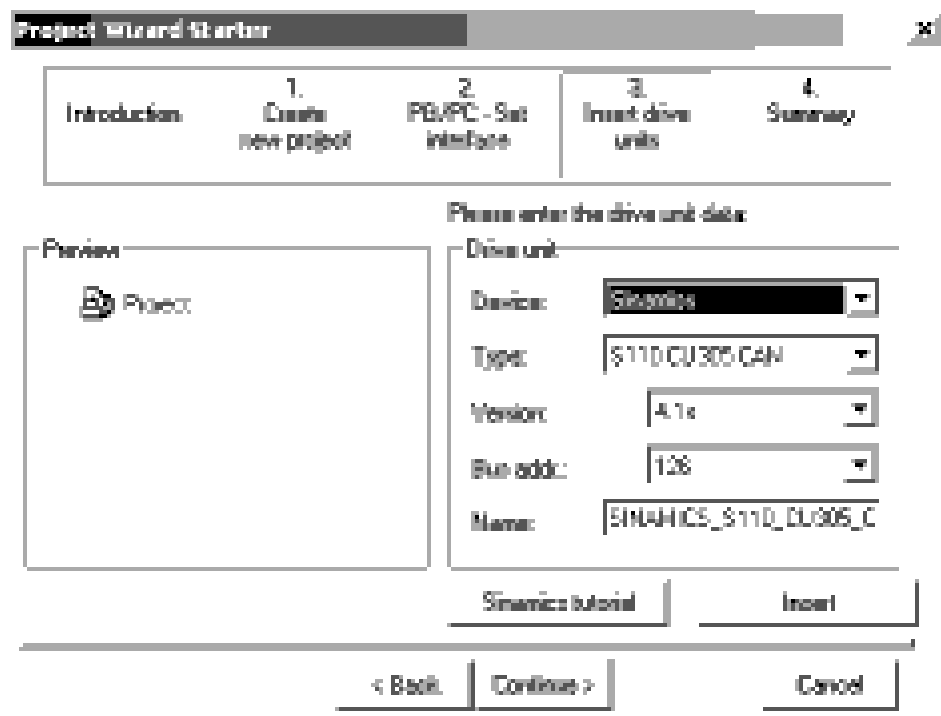 Project Wizard Starter
Introduction
1.
Create
new project
2.
PG/PC - Set
interface
3.
Insert drive
units
4.
Summary
Please enter the drive unit data:
Preview
Project
Drive unit
Device: Sinamics
Type: S110 CU305 CAN
Version: 4.1x
Bus addr.: 126
Name: SINAMICS_S110_CU305_C
Sinamics tutorial
Insert
< Back
Continue >
Cancel